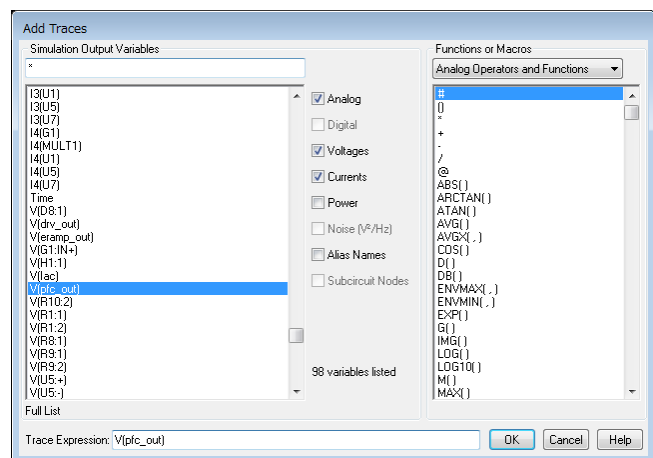 Add Traces
Simulation Output Variables
*
I3(U1)
I3(U5)
I3(U7)
I4(G1)
I4(MULT1)
I4(U1)
I4(U5)
I4(U7)
Time
V(D8:1)
V(drv_out)
V(eramp_out)
V(G1:IN+)
V(H1:1)
V(Iac)
V(pfc_out)
V(R10:2)
V(R1:1)
V(R1:2)
V(R8:1)
V(R9:1)
V(R9:2)
V(U5:+)
V(U5:-)
Full List
Analog
Digital
Voltages
Currents
Power
Noise (V²/Hz)
Alias Names
Subcircuit Nodes
98 variables listed
Functions or Macros
Analog Operators and Functions
#
()
*
+
-
/
@
ABS( )
ARCTAN( )
ATAN( )
AVG( )
AVGX( , )
COS( )
D( )
DB( )
ENVMAX( , )
ENVMIN( , )
EXP( )
G( )
IMG( )
LOG( )
LOG10( )
M( )
MAX( )
Trace Expression: V(pfc_out)
OK
Cancel
Help